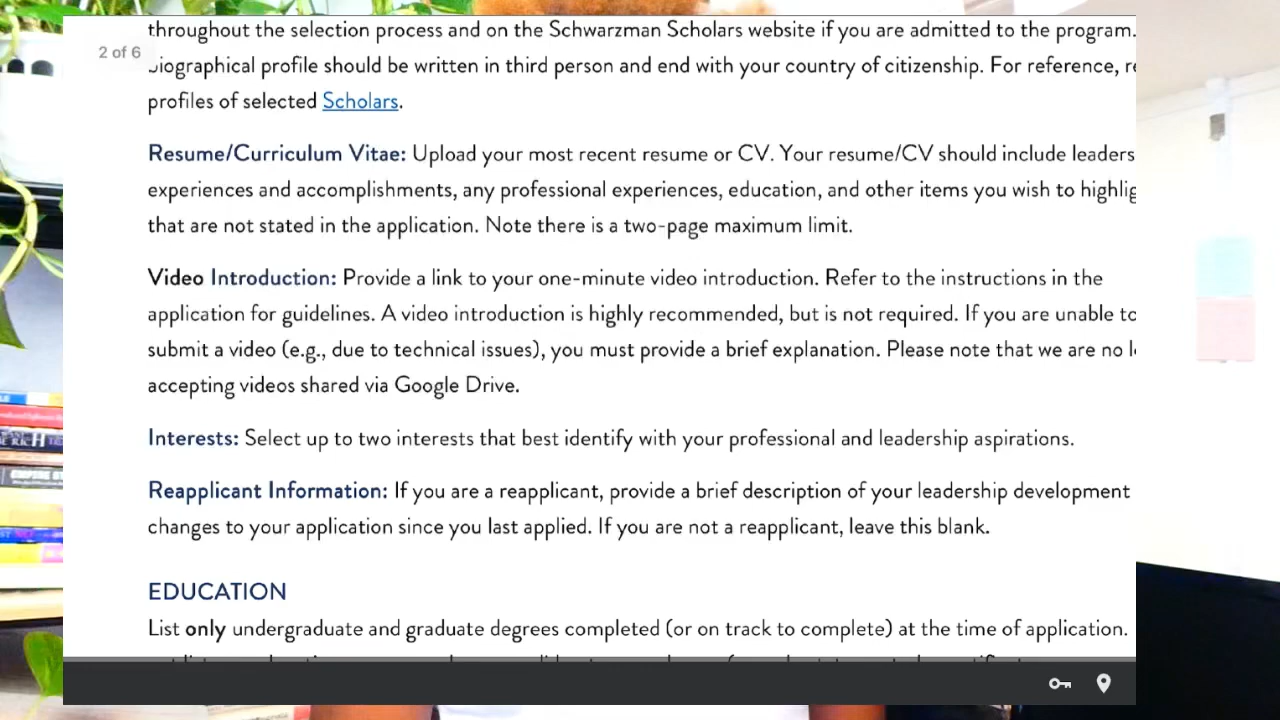 throughout the selection process and on the Schwarzman Scholars website if you are admitted to the program.
2 of 6
biographical profile should be written in third person and end with your country of citizenship. For reference,
profiles of selected Scholars.
Resume/Curriculum Vitae: Upload your most recent resume or CV. Your resume/CV should include
experiences and accomplishments, any professional experiences, education, and other items you wish to
that are not stated in the application. Note there is a two-page maximum limit.
Video Introduction: Provide a link to your one-minute video introduction. Refer to the instructions in the
application for guidelines. A video introduction is highly recommended, but is not required. If you are unable to
submit a video (e.g., due to technical issues), you must provide a brief explanation. Please note that we are no
accepting videos shared via Google Drive.
Interests: Select up to two interests that best identify with your professional and leadership aspirations.
Reapplicant Information: If you are a reapplicant, provide a brief description of your leadership development
changes to your application since you last applied. If you are not a reapplicant, leave this blank.
EDUCATION
List only undergraduate and graduate degrees completed (or on track to complete) at the time of application.